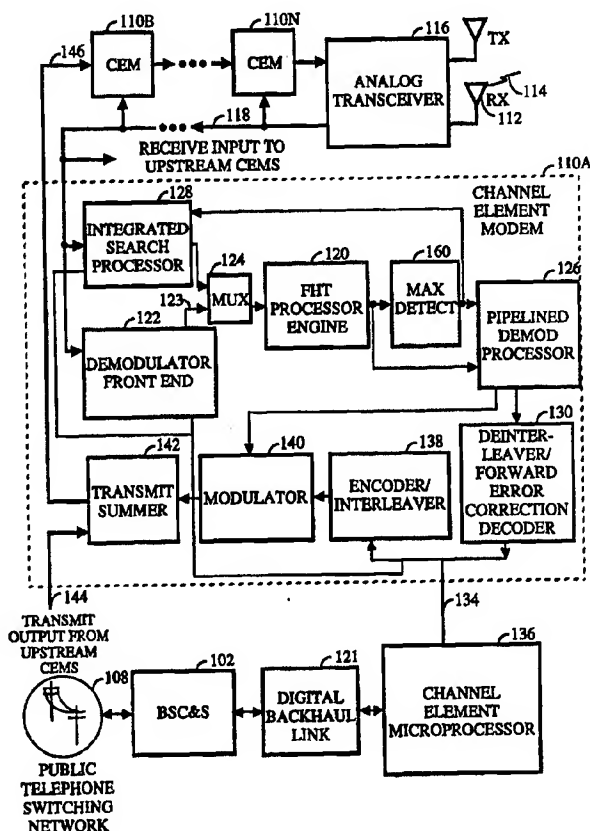 110B
110N
116
146
CEM
CEM
ANALOG
TRANSCEIVER
TX
RX
114
112
118
RECEIVE INPUT TO
UPSTREAM CEMS
110A
CHANNEL
ELEMENT
MODEM
128
INTEGRATED
SEARCH
PROCESSOR
124
MUX
120
FHT
PROCESSOR
ENGINE
160
MAX
DETECT
126
PIPELINED
DEMOD
PROCESSOR
123
122
DEMODULATOR
FRONT END
142
TRANSMIT
SUMMER
140
MODULATOR
138
ENCODER/
INTERLEAVER
130
DEINTER-
LEAVER/
FORWARD
ERROR
CORRECTION
DECODER
144
TRANSMIT
OUTPUT FROM
UPSTREAM
CEMS
134
108
102
BSC&S
121
DIGITAL
BACKHAUL
LINK
136
CHANNEL
ELEMENT
MICROPROCESSOR
PUBLIC
TELEPHONE
SWITCHING
NETWORK